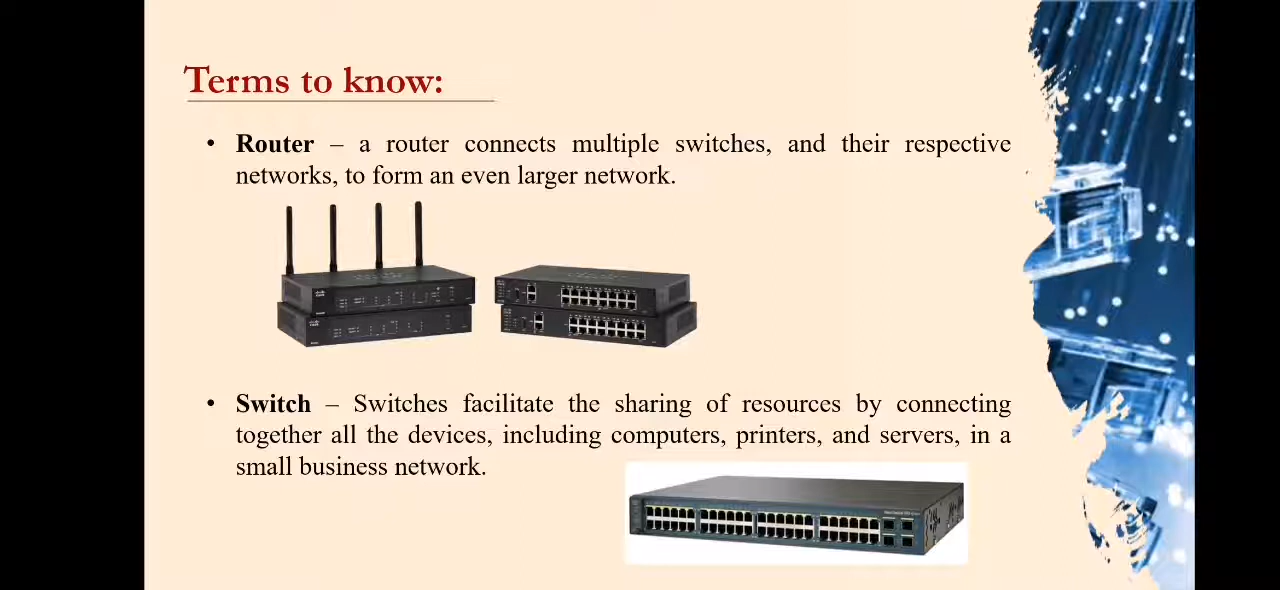 Terms to know:
• Router – a router connects multiple switches, and their respective
networks, to form an even larger network.
• Switch – Switches facilitate the sharing of resources by connecting
together all the devices, including computers, printers, and servers, in a
small business network.